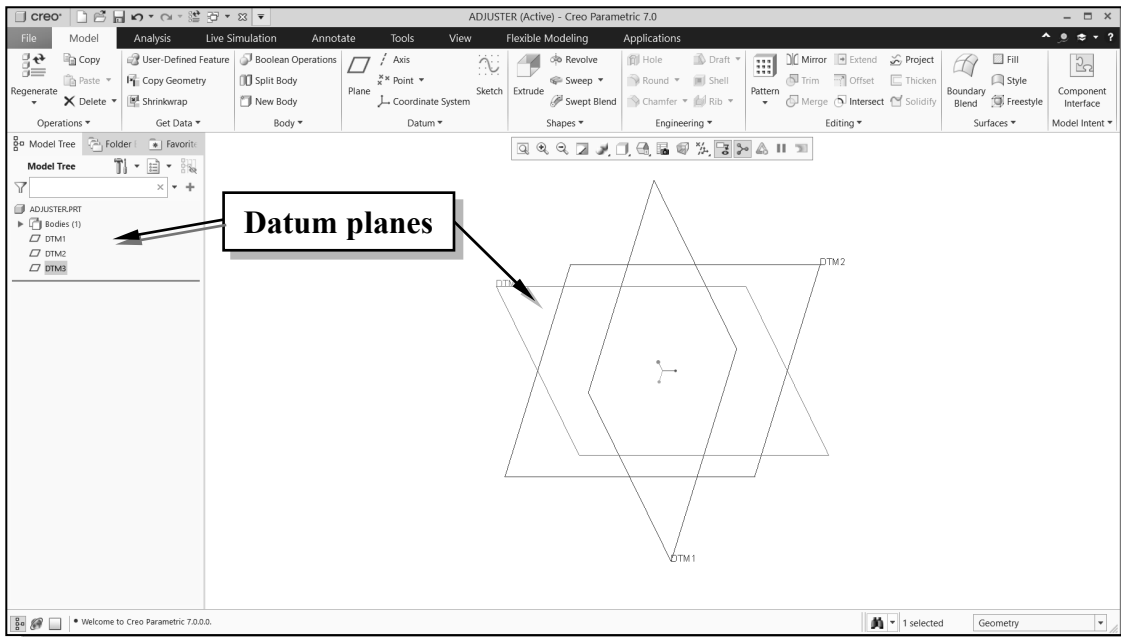 creo° ADJUSTER (Active) - Creo Parametric 7.0
File Model Analysis Live Simulation Annotate Tools View Flexible Modeling Applications
Regenerate Copy Paste Delete
User-Defined Feature Copy Geometry Shrinkwrap
Boolean Operations Split Body New Body
Plane Axis Point Coordinate System Sketch
Extrude Revolve Sweep Swept Blend
Hole Round Chamfer Draft Shell Rib
Pattern Mirror Trim Merge Extend Offset Intersect Project Thicken Solidify
Boundary Blend Fill Style Freestyle
Component Interface
Operations Get Data Body Datum Shapes Engineering Editing Surfaces Model Intent
Model Tree Folder Favorite
Model Tree
ADJUSTER.PRT
Bodies (1)
DTM1
DTM2
DTM3
Datum planes
DTM2
DTM1
• Welcome to Creo Parametric 7.0.0.0.
1 selected Geometry